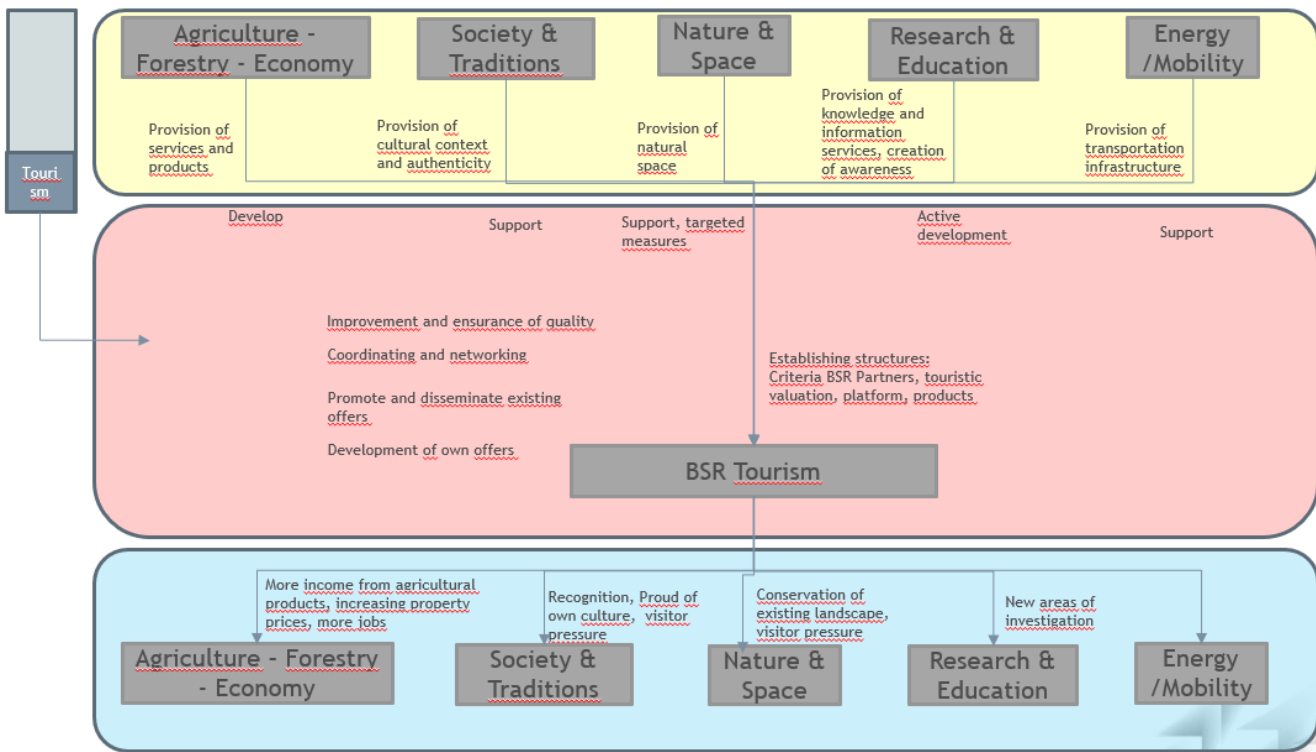 Agriculture -
Forestry - Economy
Society &
Traditions
Nature &
Space
Research &
Education
Energy
/Mobility
Provision of
services and
products
Provision of
cultural context
and authenticity
Provision of
natural
space
Provision of
knowledge and
information
services, creation
of awareness
Provision of
transportation
infrastructure
Touri
sm
Develop
Support
Support, targeted
measures
Active
development
Support
Improvement and ensurance of quality
Coordinating and networking
Promote and disseminate existing
offers
Development of own offers
Establishing structures:
Criteria BSR Partners, touristic
valuation, platform, products
BSR Tourism
More income from agricultural
products, increasing property
prices, more jobs
Recognition, Proud of
own culture, visitor
pressure
Conservation of
existing landscape,
visitor pressure
New areas of
investigation
Agriculture - Forestry
- Economy
Society &
Traditions
Nature &
Space
Research &
Education
Energy
/Mobility